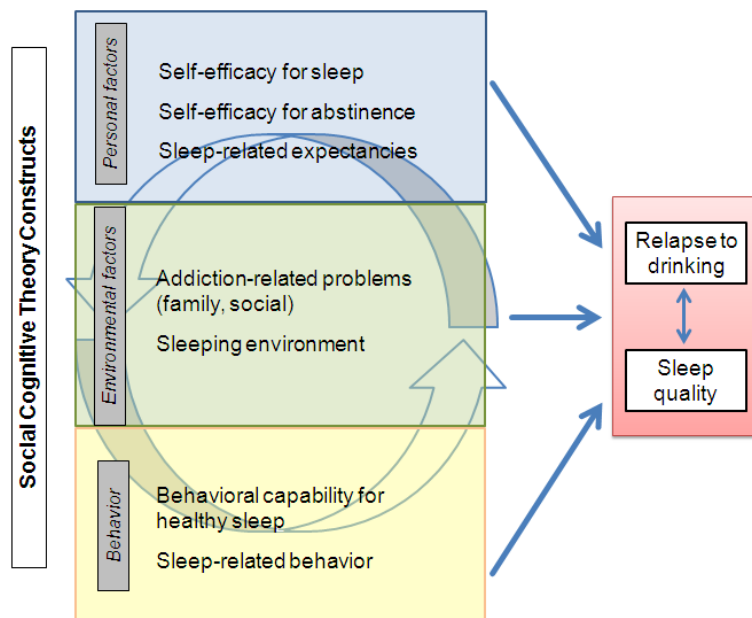 Social Cognitive Theory Constructs
Personal factors
Self-efficacy for sleep
Self-efficacy for abstinence
Sleep-related expectancies
Environmental factors
Addiction-related problems
(family, social)
Sleeping environment
Behavior
Behavioral capability for
healthy sleep
Sleep-related behavior
Relapse to
drinking
Sleep
quality